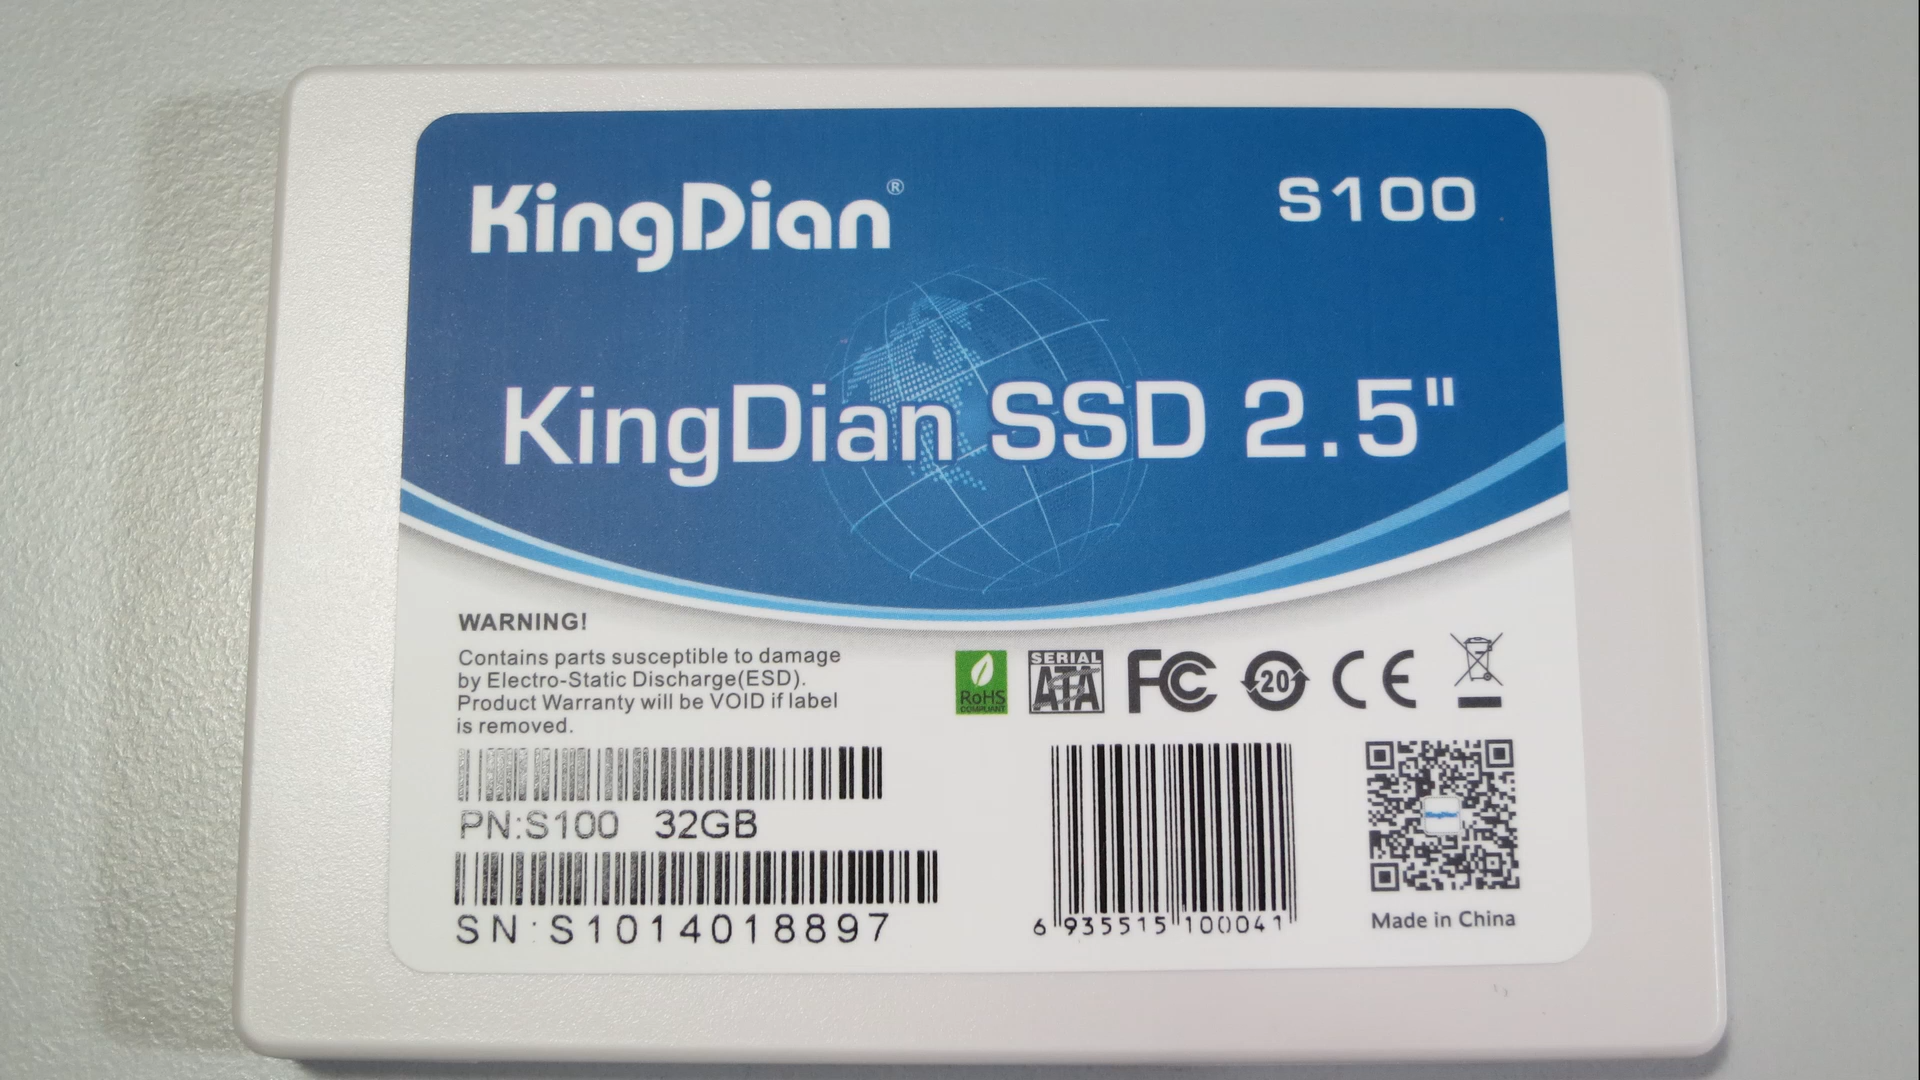 KingDian®
S100
KingDian SSD 2.5"
WARNING!
Contains parts susceptible to damage
by Electro-Static Discharge(ESD).
Product Warranty will be VOID if label
is removed.
RoHS
COMPLIANT
SERIAL
ATA
FC
20
CE
PN:S100 32GB
SN:S1014018897
6 935515 100041
KingDian
Made in China